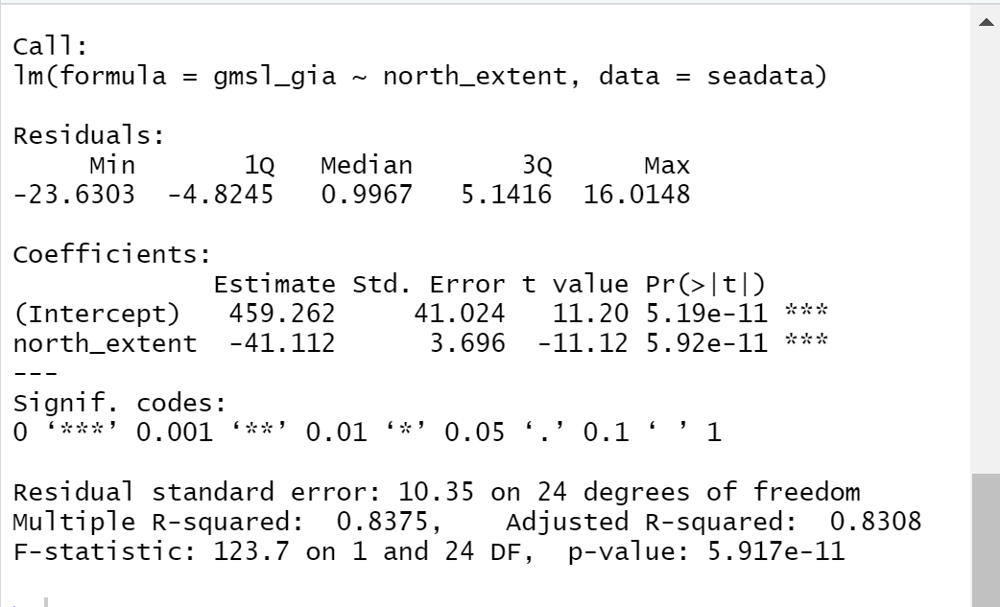 Call:
lm(formula = gmsl_gia ~ north_extent, data = seadata)
Residuals:
Min 1Q Median 3Q Max
-23.6303 -4.8245 0.9967 5.1416 16.0148
Coefficients:
Estimate Std. Error t value Pr(>|t|)
(Intercept) 459.262 41.024 11.20 5.19e-11 ***
north_extent -41.112 3.696 -11.12 5.92e-11 ***
---
Signif. codes:
0 ‘***’ 0.001 ‘**’ 0.01 ‘*’ 0.05 ‘.’ 0.1 ‘ ’ 1
Residual standard error: 10.35 on 24 degrees of freedom
Multiple R-squared: 0.8375, Adjusted R-squared: 0.8308
F-statistic: 123.7 on 1 and 24 DF, p-value: 5.917e-11